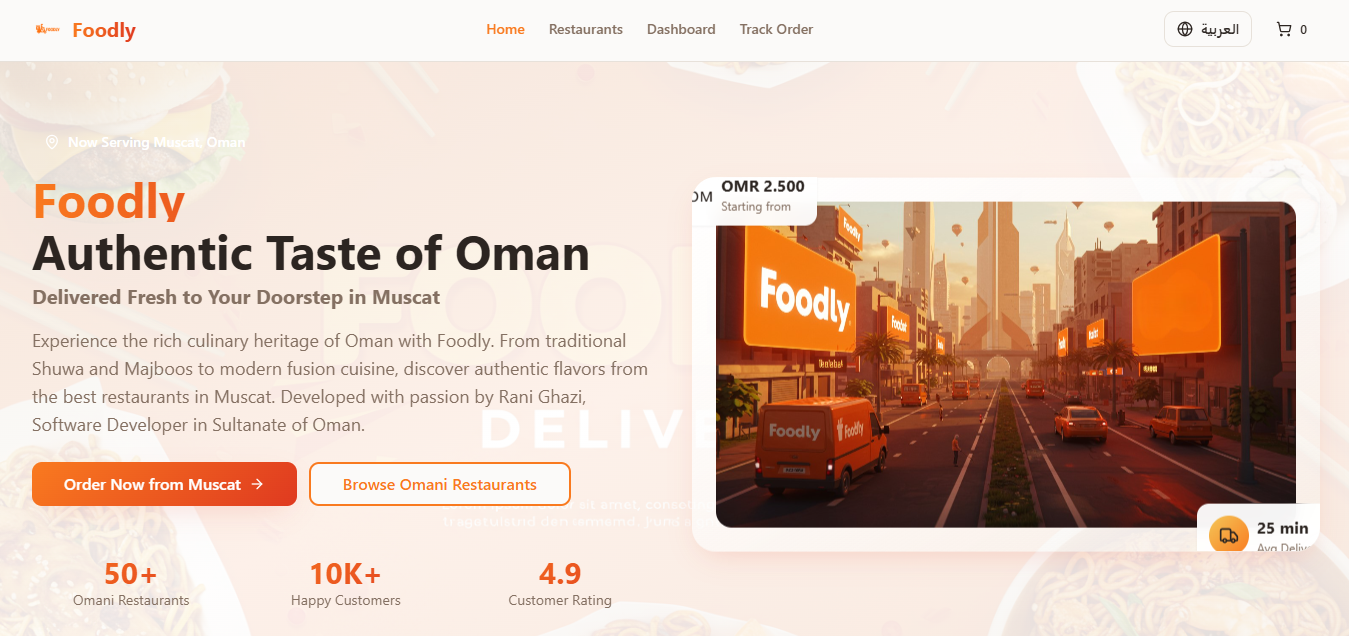 Foodly
Home
Restaurants
Dashboard
Track Order
العربية
0
Now Serving Muscat, Oman
Foodly
Authentic Taste of Oman
Delivered Fresh to Your Doorstep in Muscat
Experience the rich culinary heritage of Oman with Foodly. From traditional
Shuwa and Majboos to modern fusion cuisine, discover authentic flavors from
the best restaurants in Muscat. Developed with passion by Rani Ghazi,
Software Developer in Sultanate of Oman.
Order Now from Muscat
Browse Omani Restaurants
50+
Omani Restaurants
10K+
Happy Customers
4.9
Customer Rating
OM
OMR 2.500
Starting from
Foodly
Foodly
Foodly
Foodly
25 min
Avg
DELIVE
sit amet,